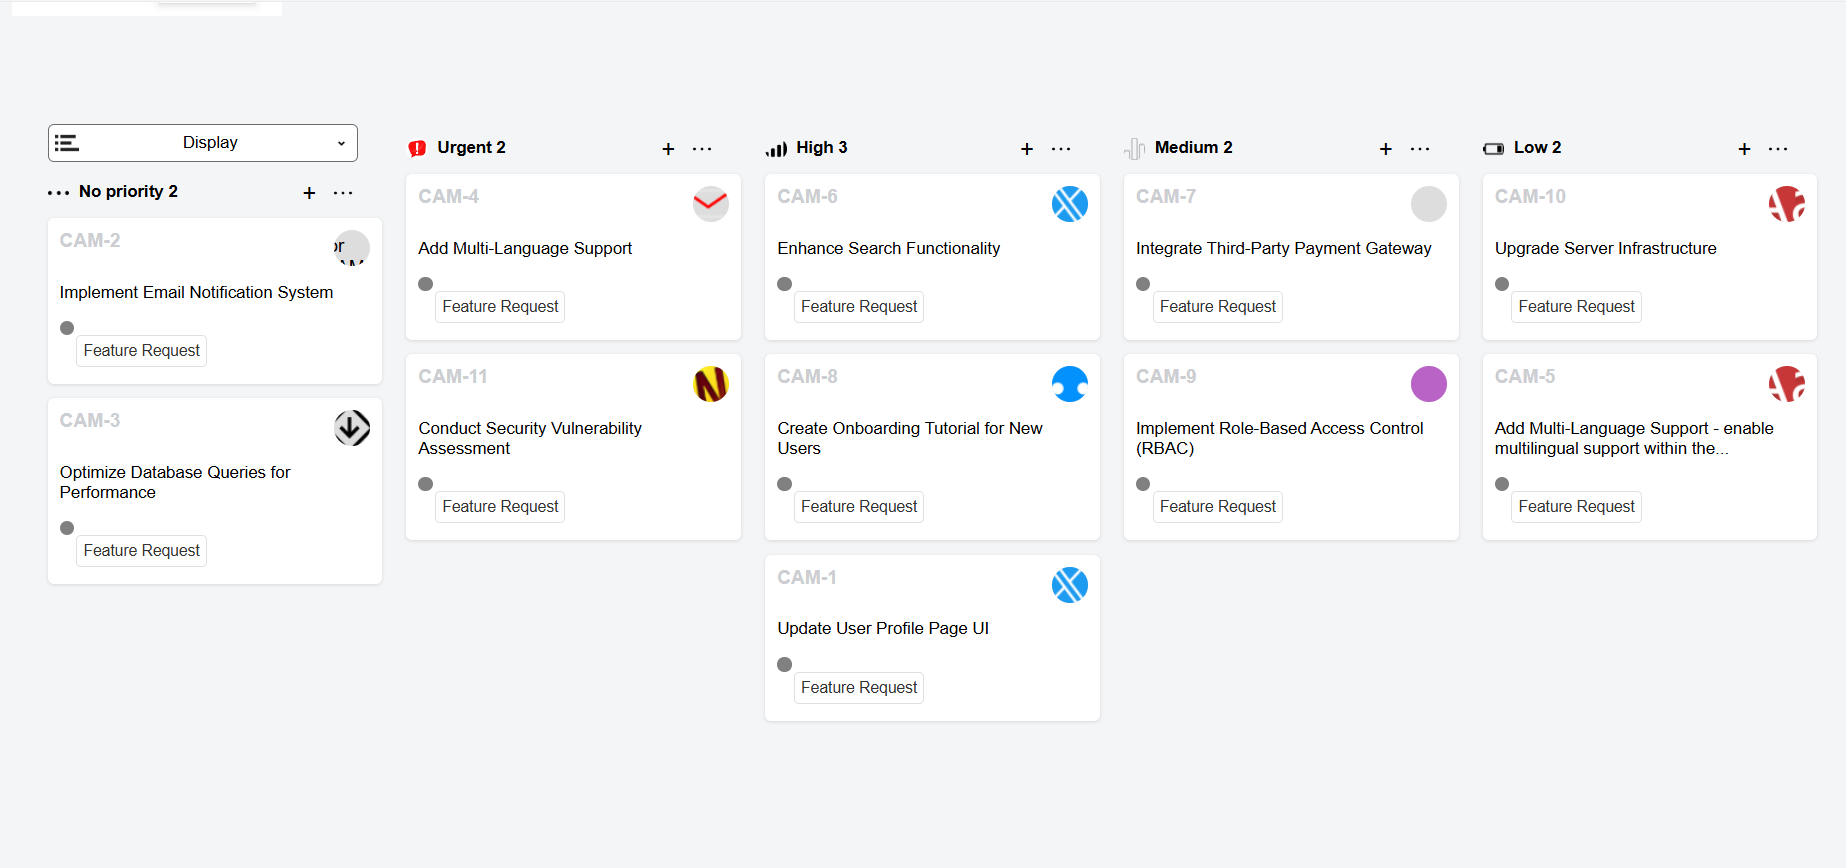 Display
No priority 2
CAM-2
or
Implement Email Notification System
Feature Request
CAM-3
Optimize Database Queries for
Performance
Feature Request
Urgent 2
CAM-4
Add Multi-Language Support
Feature Request
CAM-11
Conduct Security Vulnerability
Assessment
Feature Request
High 3
CAM-6
Enhance Search Functionality
Feature Request
CAM-8
Create Onboarding Tutorial for New
Users
Feature Request
CAM-1
Update User Profile Page UI
Feature Request
Medium 2
CAM-7
Integrate Third-Party Payment Gateway
Feature Request
CAM-9
Implement Role-Based Access Control
(RBAC)
Feature Request
Low 2
CAM-10
Upgrade Server Infrastructure
Feature Request
CAM-5
Add Multi-Language Support - enable
multilingual support within the...
Feature Request